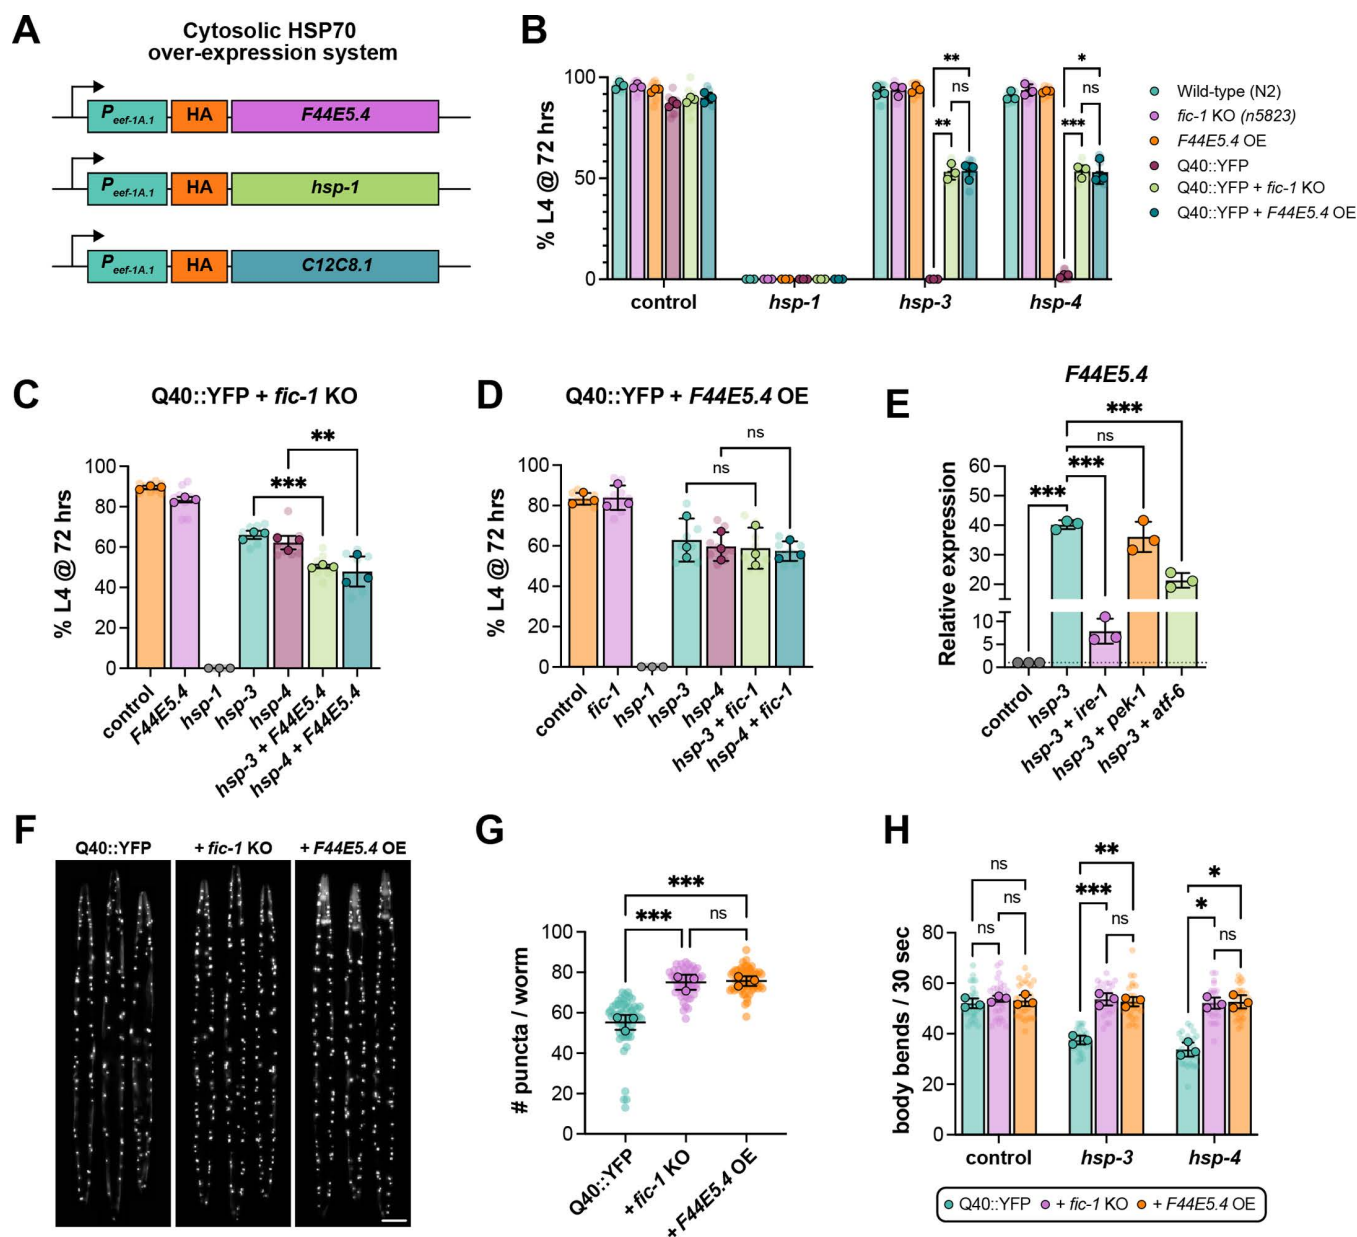 A
Cytosolic HSP70
over-expression system
P eef-1A.1 HA F44E5.4
P eef-1A.1 HA hsp-1
P eef-1A.1 HA C12C8.1
B
% L4 @ 72 hrs
100
50
0
** ** ns
*** * ns
control hsp-1 hsp-3 hsp-4
Wild-type (N2)
fic-1 KO (n5823)
F44E5.4 OE
Q40::YFP
Q40::YFP + fic-1 KO
Q40::YFP + F44E5.4 OE
C
Q40::YFP + fic-1 KO
% L4 @ 72 hrs
100
80
60
40
20
0
***
**
control
F44E5.4
hsp-1
hsp-3
hsp-4
hsp-3 + F44E5.4
hsp-4 + F44E5.4
D
Q40::YFP + F44E5.4 OE
% L4 @ 72 hrs
100
80
60
40
20
0
ns
ns
control
fic-1
hsp-1
hsp-3
hsp-4
hsp-3 + fic-1
hsp-4 + fic-1
E
F44E5.4
Relative expression
60
50
40
30
20
10
5
0
***
***
ns
***
control
hsp-3
hsp-3 + ire-1
hsp-3 + pek-1
hsp-3 + atf-6
F
Q40::YFP + fic-1 KO + F44E5.4 OE
G
# puncta / worm
100
80
60
40
20
0
***
*** ns
Q40::YFP
+ fic-1 KO
+ F44E5.4 OE
H
body bends / 30 sec
80
60
40
20
0
ns
ns
ns
**
***
ns
*
*
ns
control hsp-3 hsp-4
Q40::YFP + fic-1 KO + F44E5.4 OE